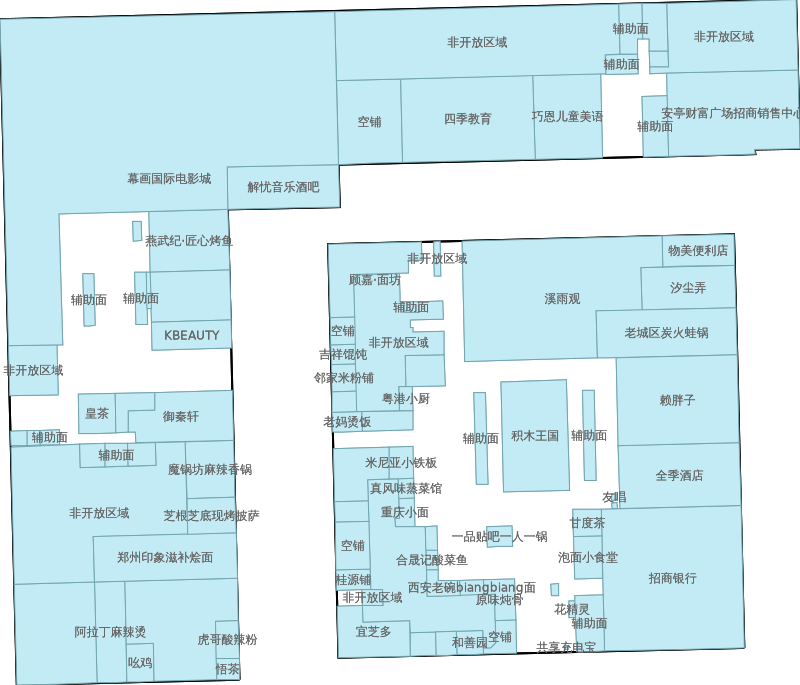 非开放区域
辅助面
非开放区域
辅助面
空铺
四季教育
巧恩儿童美语
辅助面
安亭财富广场招商销售中心
幕画国际电影城
解忧音乐酒吧
燕武纪·匠心烤鱼
辅助面
辅助面
KBEAUTY
非开放区域
皇茶
御秦轩
辅助面
辅助面
魔锅坊麻辣香锅
非开放区域
芝根芝底现烤披萨
郑州印象滋补烩面
阿拉丁麻辣烫
虎哥酸辣粉
吆鸡
悟茶
非开放区域
物美便利店
顾嘉·面坊
汐尘弄
溪雨观
辅助面
空铺
非开放区域
老城区炭火蛙锅
吉祥馄饨
邻家米粉铺
粤港小厨
赖胖子
老妈烫饭
辅助面
积木王国
辅助面
米尼亚小铁板
全季酒店
真风味蒸菜馆
友唱
重庆小面
甘度茶
一品贴吧一人一锅
空铺
合晟记酸菜鱼
泡面小食堂
桂源铺
西安老碗biangbiang面
招商银行
非开放区域
原味炖骨
花精灵
辅助面
宜芝多
和善园
空铺
共享充电宝